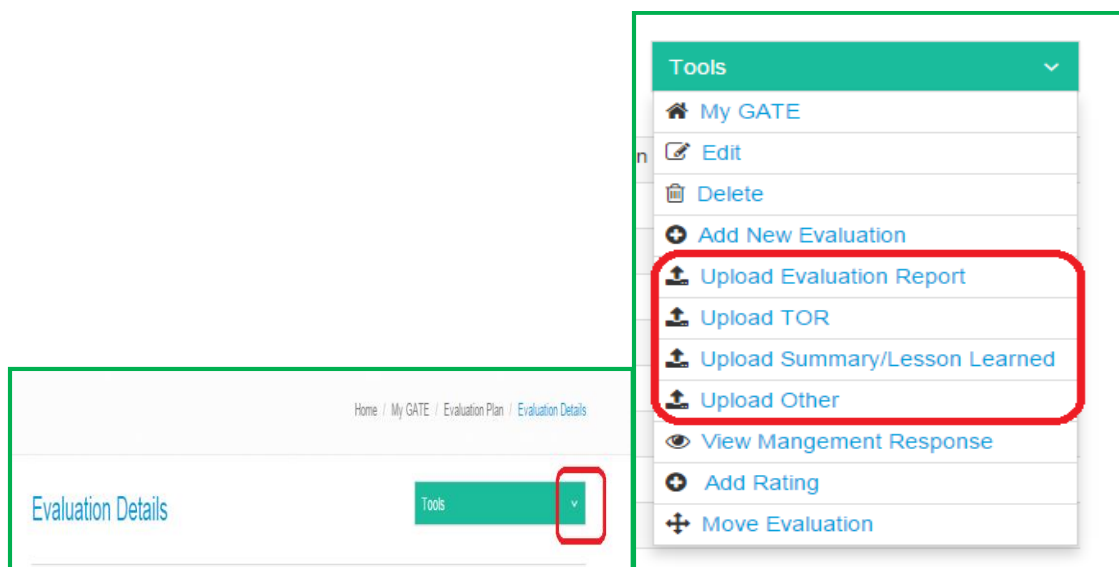 Home / My GATE / Evaluation Plan / Evaluation Details
Evaluation Details
Tools
Tools
My GATE
n
Edit
Delete
Add New Evaluation
Upload Evaluation Report
Upload TOR
Upload Summary/Lesson Learned
Upload Other
View Mangement Response
Add Rating
Move Evaluation